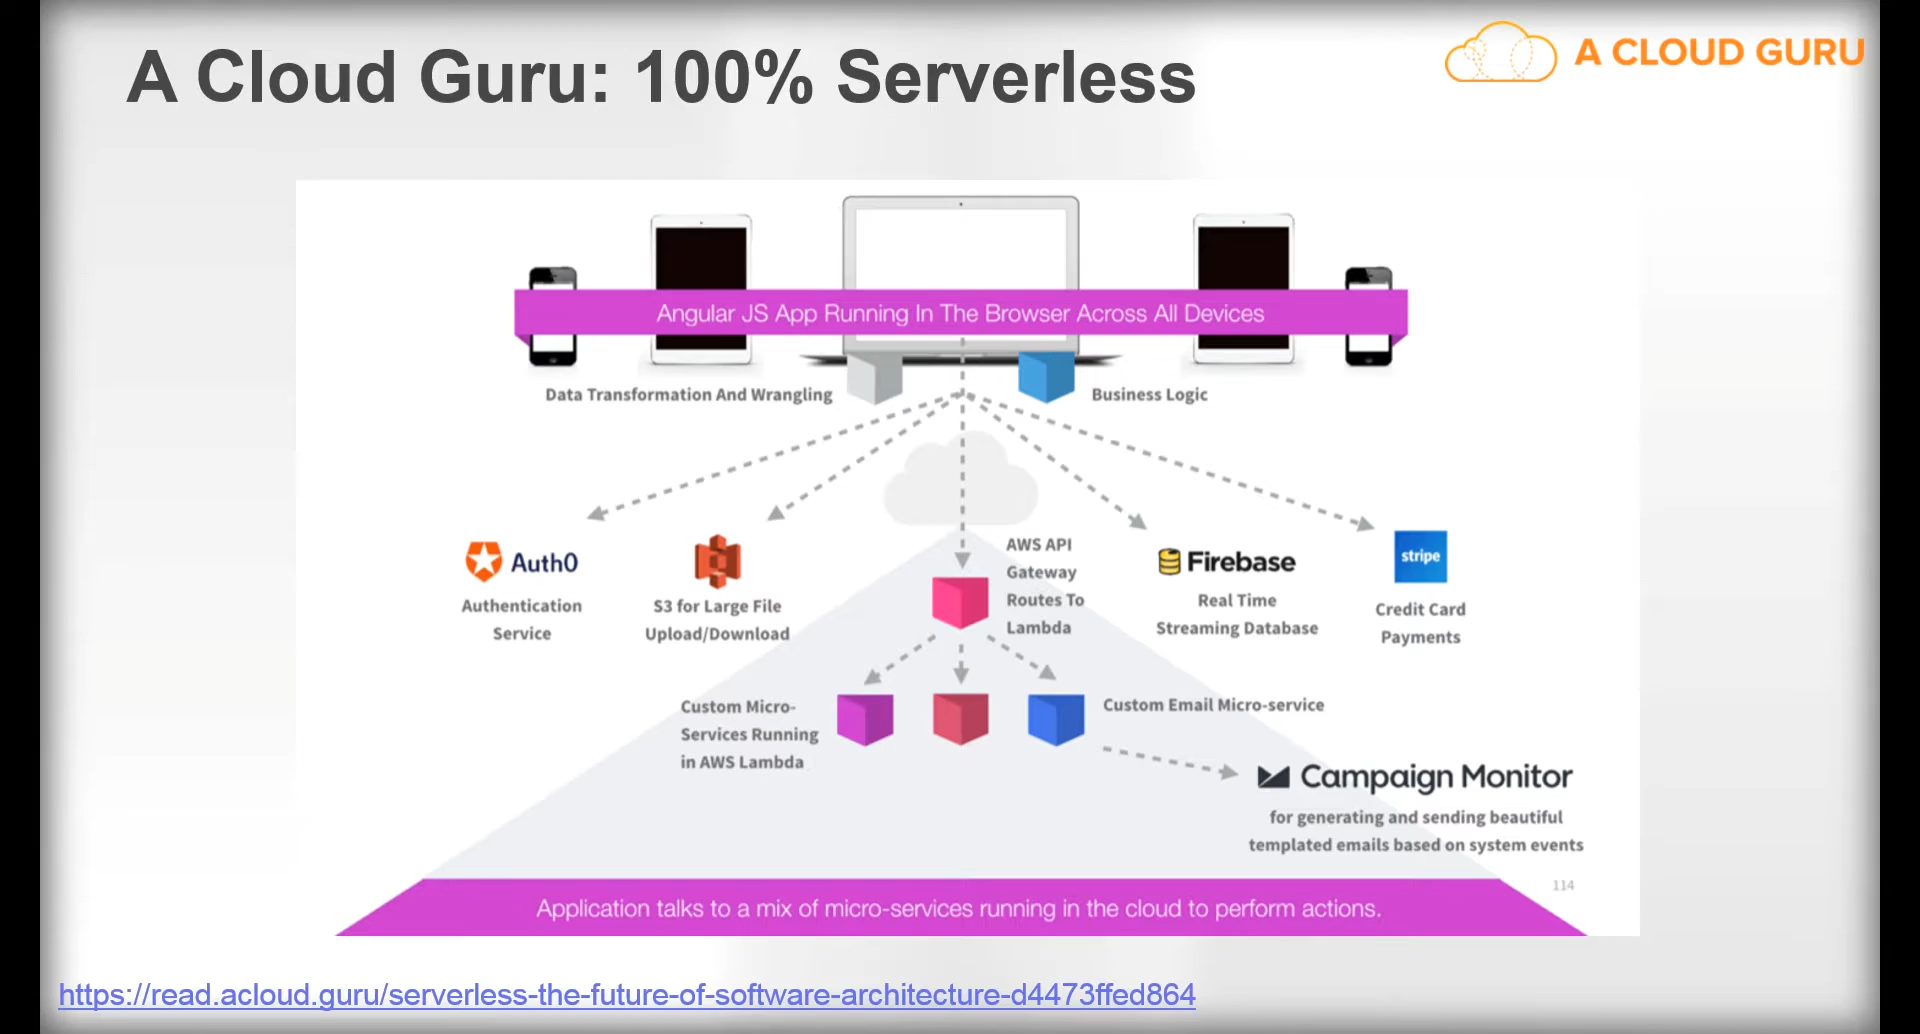 A Cloud Guru: 100% Serverless
A CLOUD GURU
Angular JS App Running In The Browser Across All Devices
Data Transformation And Wrangling
Business Logic
Auth0
Authentication
Service
S3 for Large File
Upload/Download
AWS API
Gateway
Routes To
Lambda
Firebase
Real Time
Streaming Database
stripe
Credit Card
Payments
Custom Micro-
Services Running
in AWS Lambda
Custom Email Micro-service
Campaign Monitor
for generating and sending beautiful
templated emails based on system events
114
Application talks to a mix of micro-services running in the cloud to perform actions.
https://read.acloud.guru/serverless-the-future-of-software-architecture-d4473ffed864